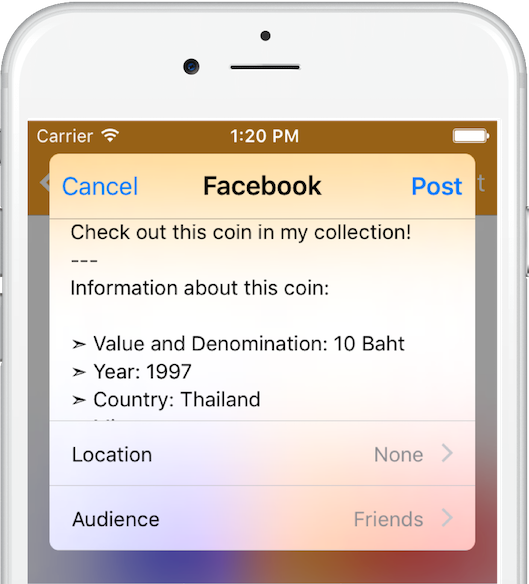 Carrier 1:20 PM
Cancel Facebook Post t
Check out this coin in my collection!
---
Information about this coin:
➣ Value and Denomination: 10 Baht
➣ Year: 1997
➣ Country: Thailand
Location None
Audience Friends